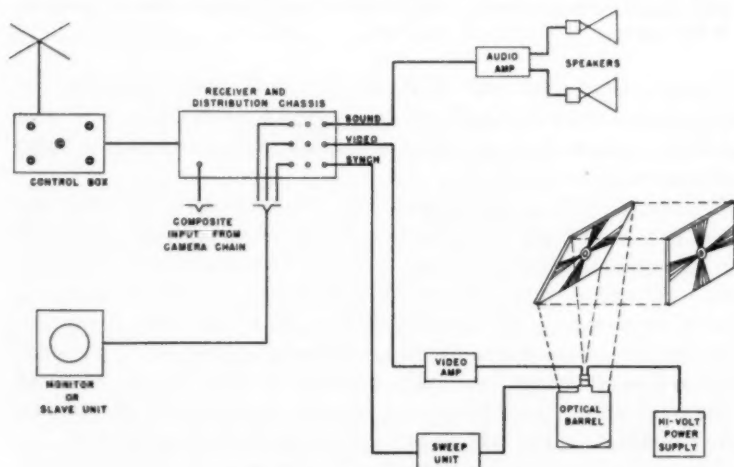 RECEIVER AND
DISTRIBUTION CHASSIS
AUDIO
AMP
SPEAKERS
SOUND
VIDEO
SYNCH
CONTROL BOX
COMPOSITE
INPUT FROM
CAMERA CHAIN
MONITOR
OR
SLAVE UNIT
VIDEO
AMP
OPTICAL
BARREL
SWEEP
UNIT
HI-VOLT
POWER
SUPPLY